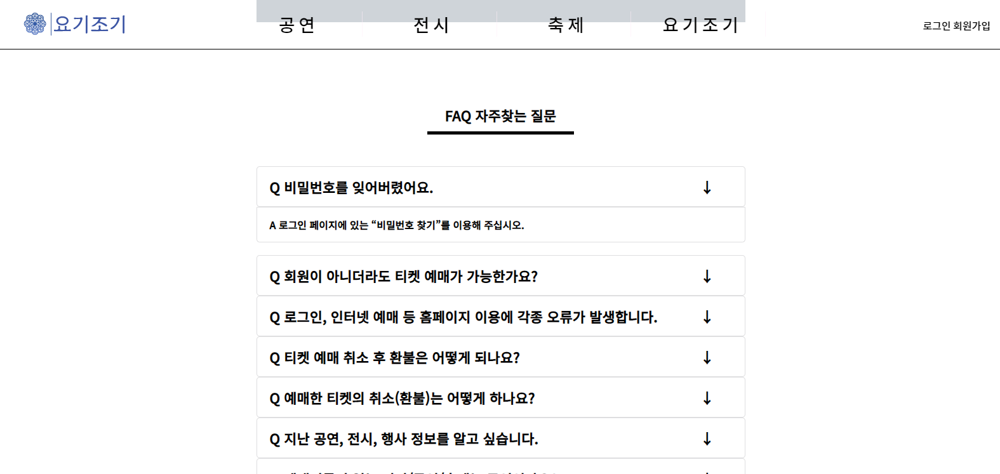 요기조기
공연 전시 축제 요기조기
로그인 회원가입
FAQ 자주찾는 질문
Q 비밀번호를 잊어버렸어요. ↓
A 로그인 페이지에 있는 “비밀번호 찾기”를 이용해 주십시오.
Q 회원이 아니더라도 티켓 예매가 가능한가요? ↓
Q 로그인, 인터넷 예매 등 홈페이지 이용에 각종 오류가 발생합니다. ↓
Q 티켓 예매 취소 후 환불은 어떻게 되나요? ↓
Q 예매한 티켓의 취소(환불)는 어떻게 하나요? ↓
Q 지난 공연, 전시, 행사 정보를 알고 싶습니다. ↓